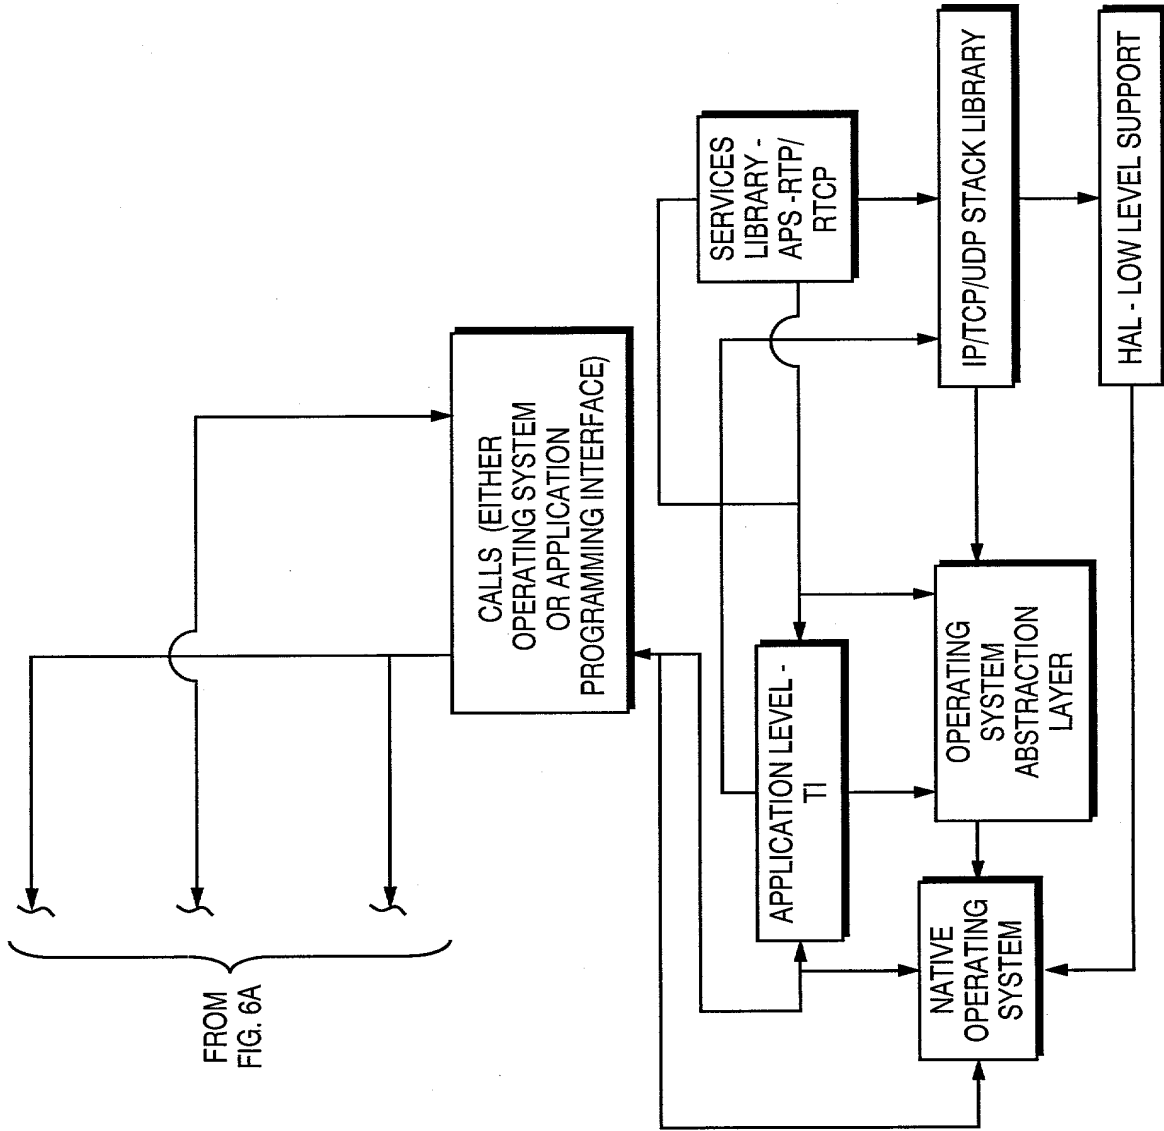 FROM
FIG. 6A
CALLS (EITHER
OPERATING SYSTEM
OR APPLICATION
PROGRAMMING INTERFACE)
SERVICES
LIBRARY -
APS -RTP/
RTCP
APPLICATION LEVEL -
TI
IP/TCP/UDP STACK LIBRARY
OPERATING
SYSTEM
ABSTRACTION
LAYER
NATIVE
OPERATING
SYSTEM
HAL - LOW LEVEL SUPPORT